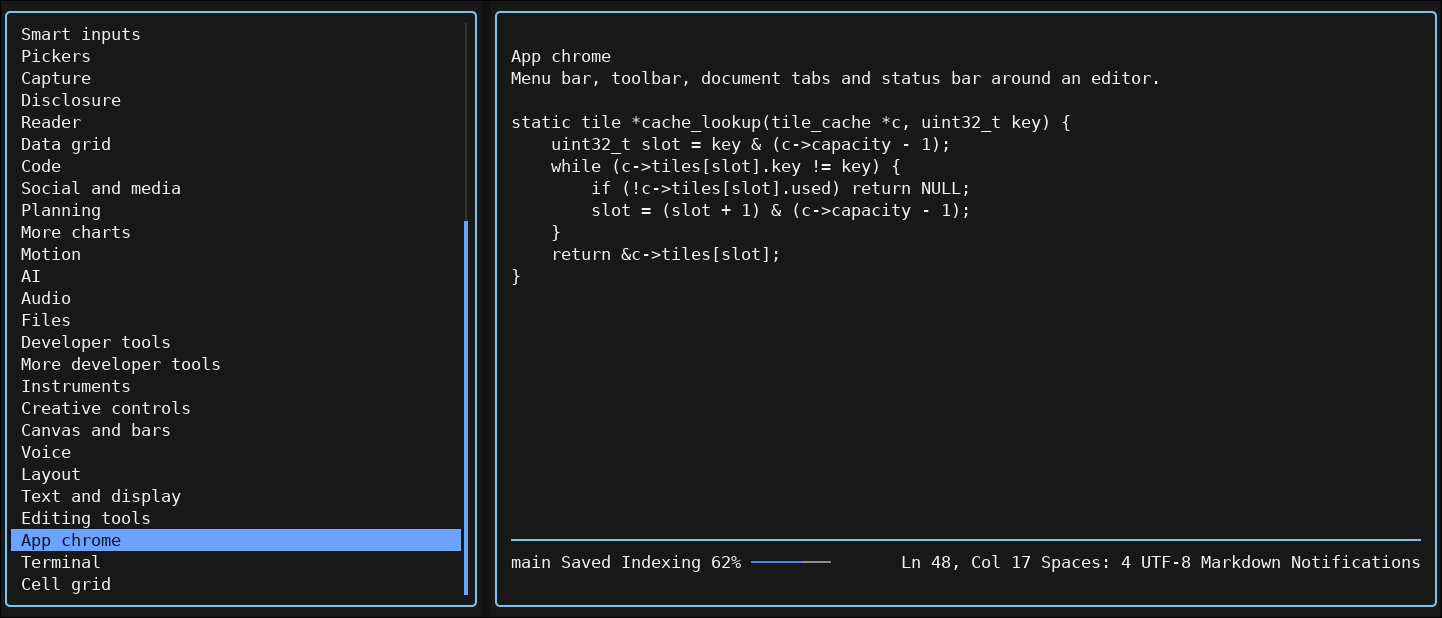 Smart inputs
Pickers
Capture
Disclosure
Reader
Data grid
Code
Social and media
Planning
More charts
Motion
AI
Audio
Files
Developer tools
More developer tools
Instruments
Creative controls
Canvas and bars
Voice
Layout
Text and display
Editing tools
App chrome
Terminal
Cell grid
App chrome
Menu bar, toolbar, document tabs and status bar around an editor.
static tile *cache_lookup(tile_cache *c, uint32_t key) {
    uint32_t slot = key & (c->capacity - 1);
    while (c->tiles[slot].key != key) {
        if (!c->tiles[slot].used) return NULL;
        slot = (slot + 1) & (c->capacity - 1);
    }
    return &c->tiles[slot];
}
main Saved Indexing 62% Ln 48, Col 17 Spaces: 4 UTF-8 Markdown Notifications